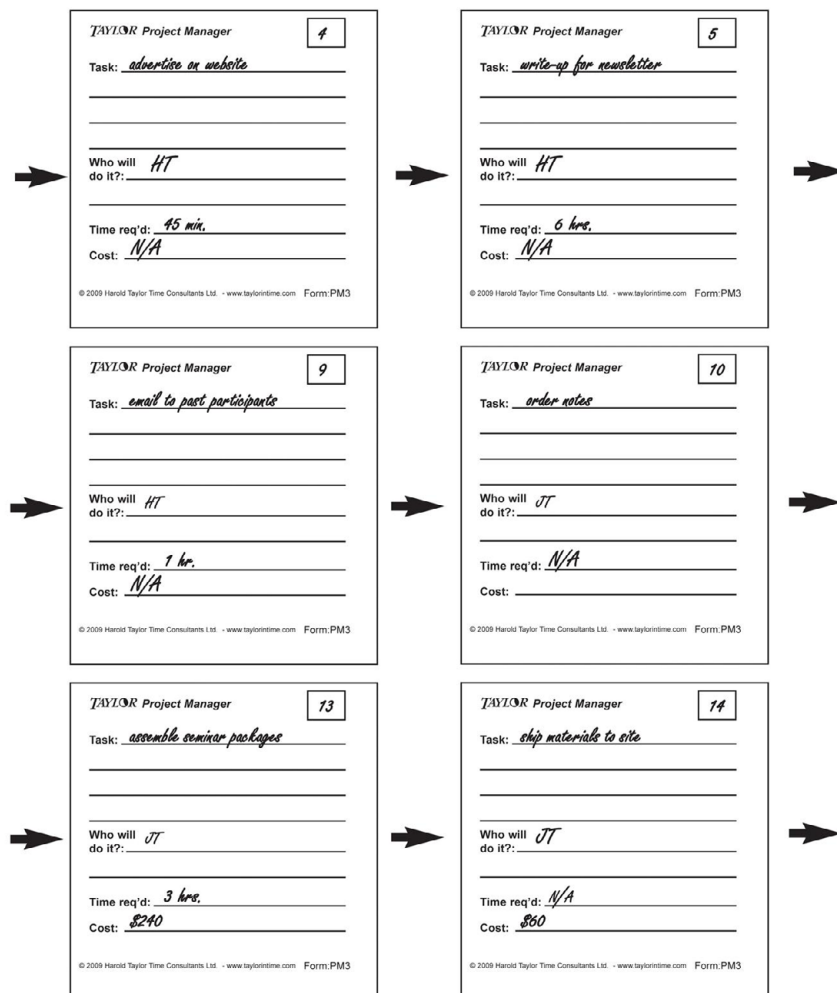 TAYLOR Project Manager 4
Task: advertise on website
Who will do it?: HT
Time req'd: 45 min.
Cost: N/A
© 2009 Harold Taylor Time Consultants Ltd. - www.taylorintime.com Form:PM3
TAYLOR Project Manager 5
Task: write-up for newsletter
Who will do it?: HT
Time req'd: 6 hrs.
Cost: N/A
© 2009 Harold Taylor Time Consultants Ltd. - www.taylorintime.com Form:PM3
TAYLOR Project Manager 9
Task: email to past participants
Who will do it?: HT
Time req'd: 1 hr.
Cost: N/A
© 2009 Harold Taylor Time Consultants Ltd. - www.taylorintime.com Form:PM3
TAYLOR Project Manager 10
Task: order notes
Who will do it?: JT
Time req'd: N/A
Cost:
© 2009 Harold Taylor Time Consultants Ltd. - www.taylorintime.com Form:PM3
TAYLOR Project Manager 13
Task: assemble seminar packages
Who will do it?: JT
Time req'd: 3 hrs.
Cost: $240
© 2009 Harold Taylor Time Consultants Ltd. - www.taylorintime.com Form:PM3
TAYLOR Project Manager 14
Task: ship materials to site
Who will do it?: JT
Time req'd: N/A
Cost: $60
© 2009 Harold Taylor Time Consultants Ltd. - www.taylorintime.com Form:PM3